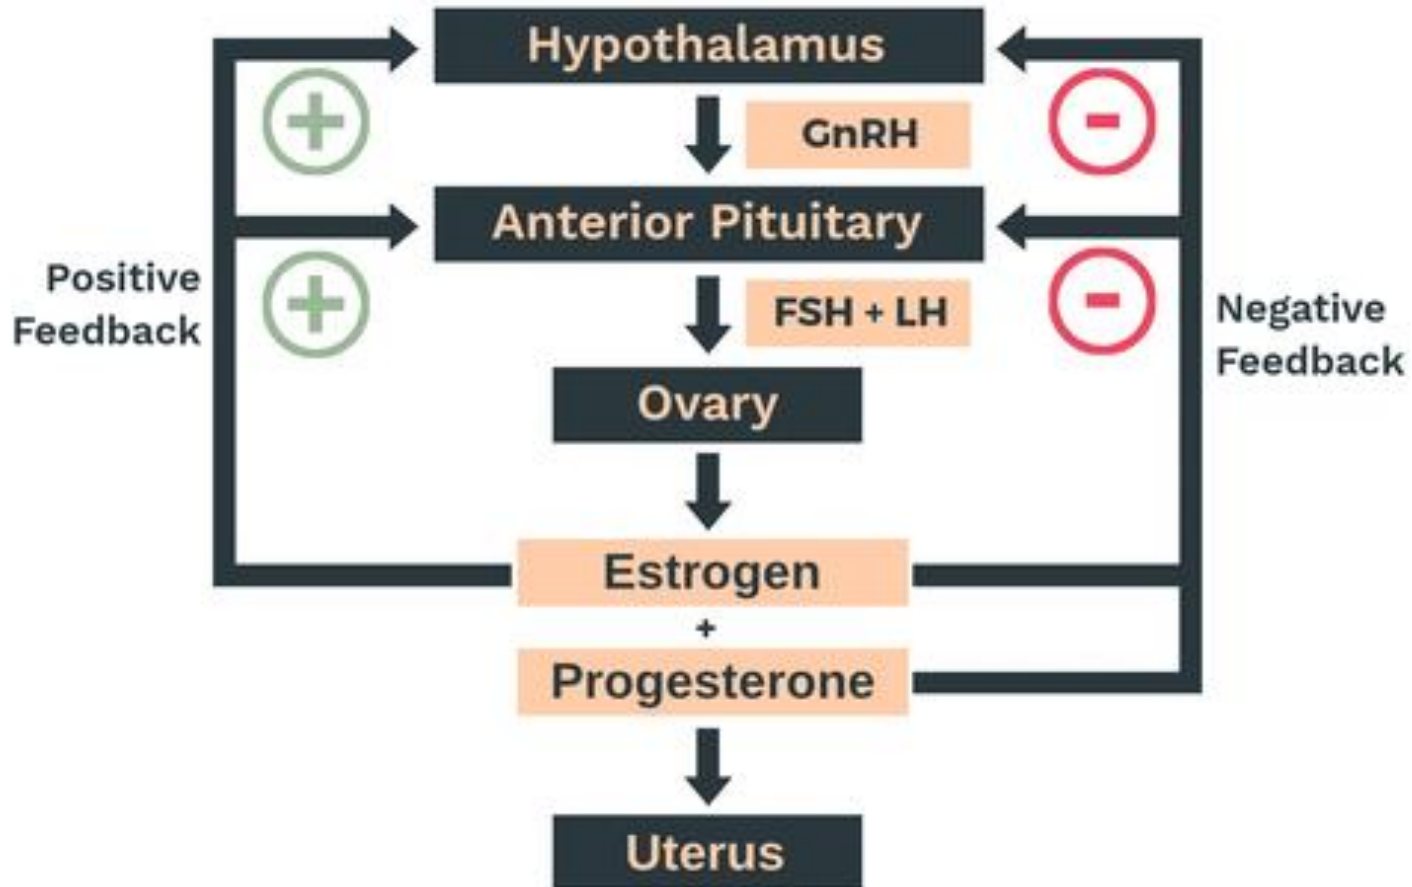 Hypothalamus
+
GnRH
-
Anterior Pituitary
Positive
Feedback
+
FSH + LH
-
Negative
Feedback
Ovary
Estrogen
+
Progesterone
Uterus